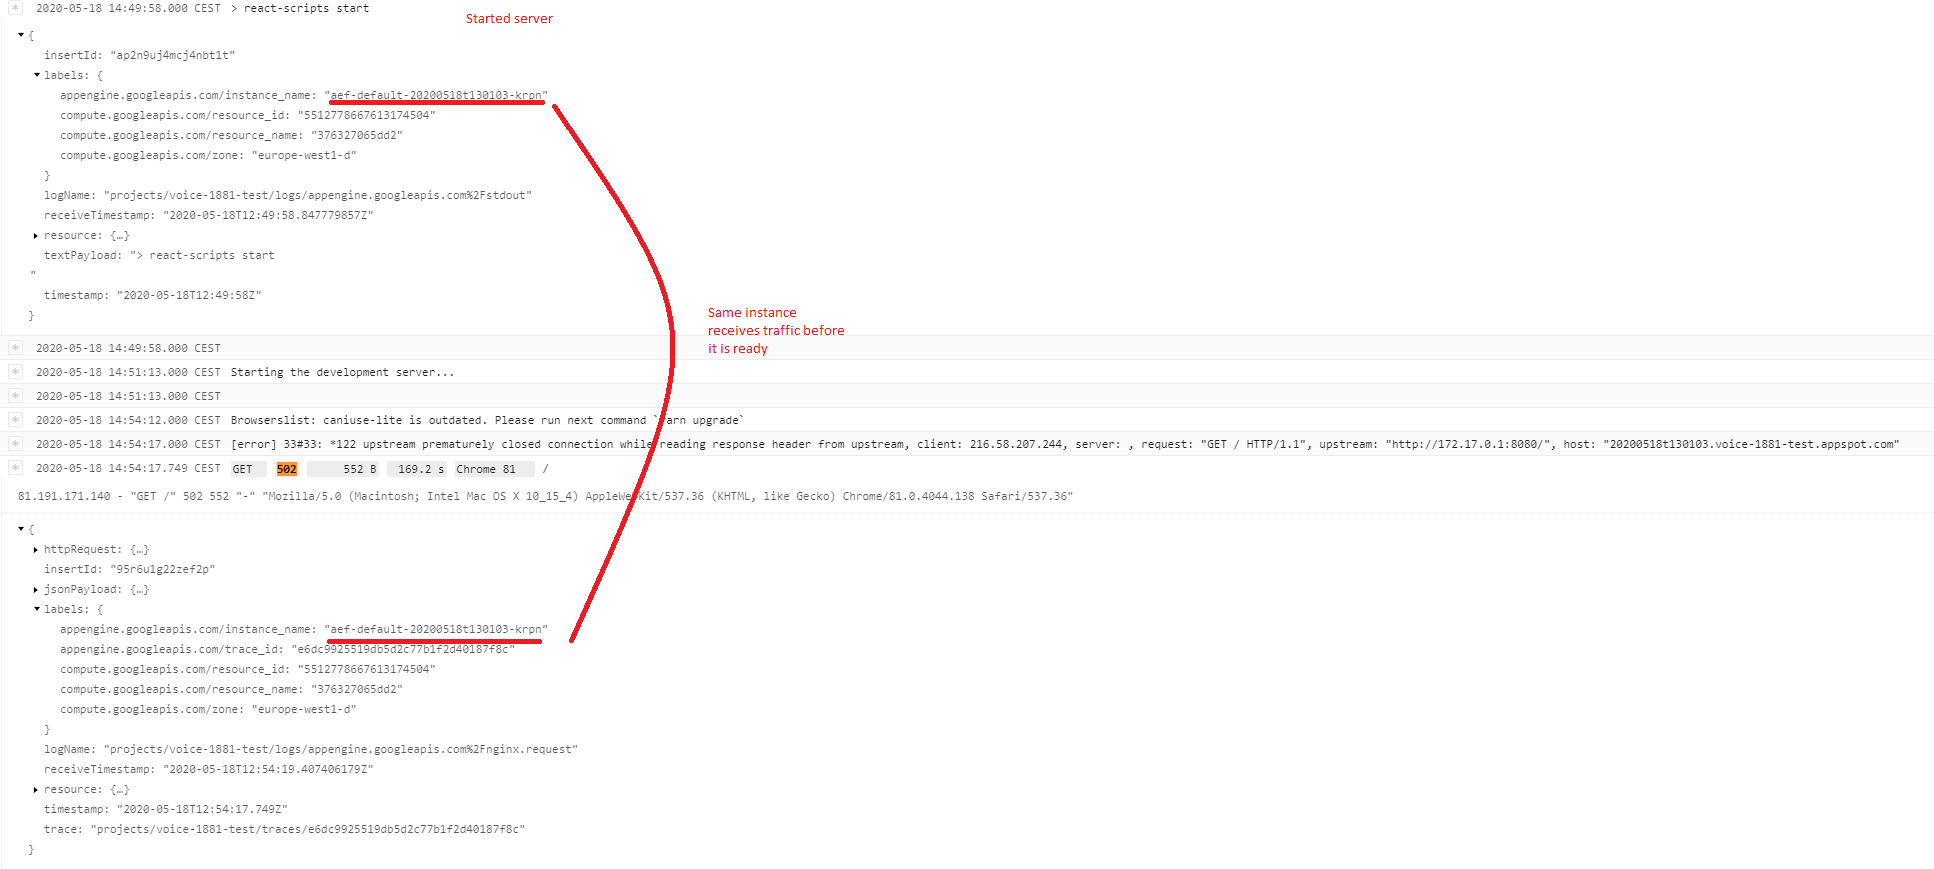 2020-05-18 14:49:58.000 CEST > react-scripts start
Started server
{
insertId: "ap2n9uj4mcj4nbt1t"
labels: {
appengine.googleapis.com/instance_name: "aef-default-20200518t130103-krpn"
compute.googleapis.com/resource_id: "5512778667613174504"
compute.googleapis.com/resource_name: "376327065dd2"
compute.googleapis.com/zone: "europe-west1-d"
}
logName: "projects/voice-1881-test/logs/appengine.googleapis.com%2Fstdout"
receiveTimestamp: "2020-05-18T12:49:58.847779857Z"
resource: {…}
textPayload: "> react-scripts start
"
timestamp: "2020-05-18T12:49:58Z"
}
Same instance
receives traffic before
it is ready
2020-05-18 14:49:58.000 CEST
2020-05-18 14:51:13.000 CEST Starting the development server...
2020-05-18 14:51:13.000 CEST
2020-05-18 14:54:12.000 CEST Browserslist: caniuse-lite is outdated. Please run next command `yarn upgrade`
2020-05-18 14:54:17.000 CEST [error] 33#33: *122 upstream prematurely closed connection while reading response header from upstream, client: 216.58.207.244, server: , request: "GET / HTTP/1.1", upstream: "http://172.17.0.1:8080/", host: "20200518t130103.voice-1881-test.appspot.com"
2020-05-18 14:54:17.749 CEST GET 502 552 B 169.2 s Chrome 81 /
81.191.171.140 - "GET /" 502 552 "-" "Mozilla/5.0 (Macintosh; Intel Mac OS X 10_15_4) AppleWebKit/537.36 (KHTML, like Gecko) Chrome/81.0.4044.138 Safari/537.36"
{
httpRequest: {…}
insertId: "95r6u1g22zef2p"
jsonPayload: {…}
labels: {
appengine.googleapis.com/instance_name: "aef-default-20200518t130103-krpn"
appengine.googleapis.com/trace_id: "e6dc9925519db5d2c77b1f2d40187f8c"
compute.googleapis.com/resource_id: "5512778667613174504"
compute.googleapis.com/resource_name: "376327065dd2"
compute.googleapis.com/zone: "europe-west1-d"
}
logName: "projects/voice-1881-test/logs/appengine.googleapis.com%2Fnginx.request"
receiveTimestamp: "2020-05-18T12:54:19.407406179Z"
resource: {…}
timestamp: "2020-05-18T12:54:17.749Z"
trace: "projects/voice-1881-test/traces/e6dc9925519db5d2c77b1f2d40187f8c"
}